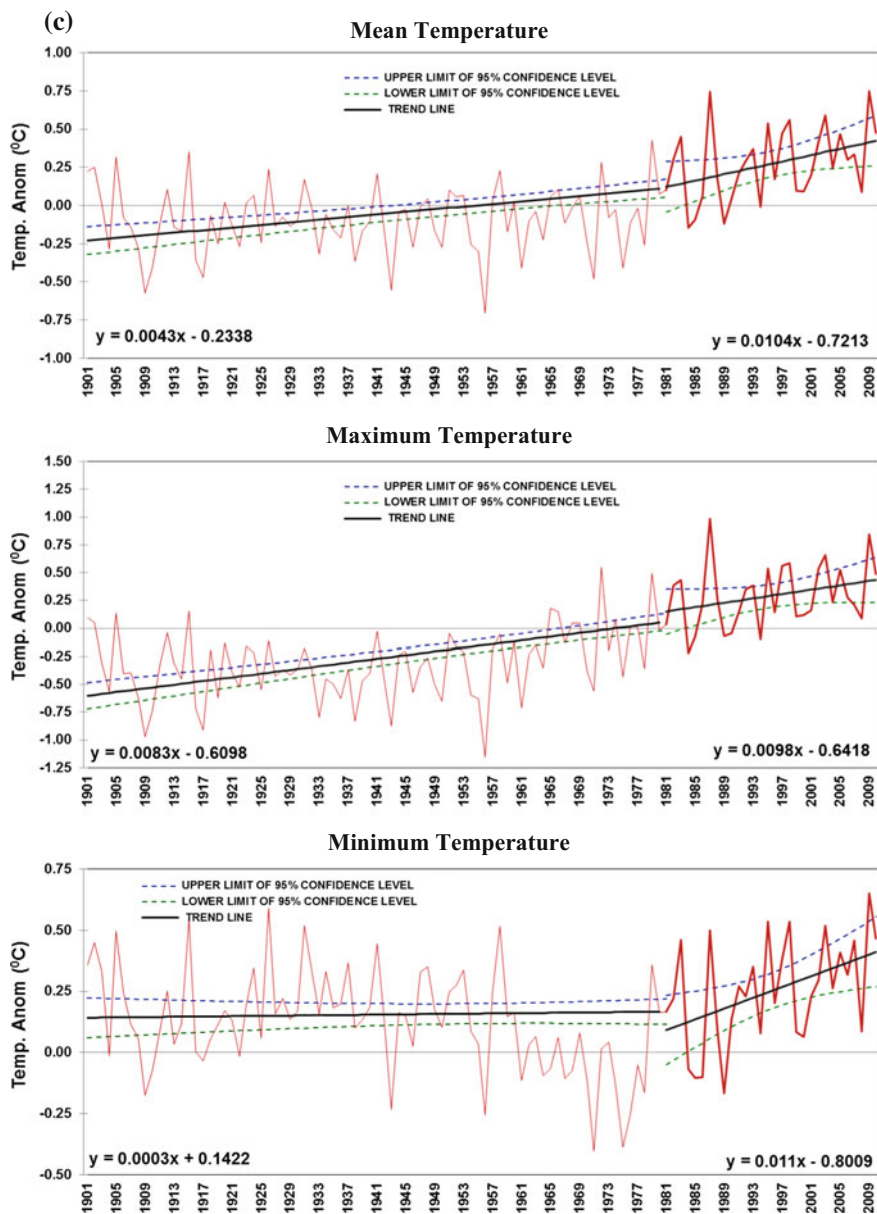 (c)
Mean Temperature
1.00
0.75
0.50
0.25
0.00
-0.25
-0.50
-0.75
-1.00
Temp. Anom (⁰C)
UPPER LIMIT OF 95% CONFIDENCE LEVEL
LOWER LIMIT OF 95% CONFIDENCE LEVEL
TREND LINE
y = 0.0043x - 0.2338
y = 0.0104x - 0.7213
1901 1905 1909 1913 1917 1921 1925 1929 1933 1937 1941 1945 1949 1953 1957 1961 1965 1969 1973 1977 1981 1985 1989 1993 1997 2001 2005 2009
Maximum Temperature
1.50
1.25
1.00
0.75
0.50
0.25
0.00
-0.25
-0.50
-0.75
-1.00
-1.25
Temp. Anom (⁰C)
UPPER LIMIT OF 95% CONFIDENCE LEVEL
LOWER LIMIT OF 95% CONFIDENCE LEVEL
TREND LINE
y = 0.0083x - 0.6098
y = 0.0098x - 0.6418
1901 1905 1909 1913 1917 1921 1925 1929 1933 1937 1941 1945 1949 1953 1957 1961 1965 1969 1973 1977 1981 1985 1989 1993 1997 2001 2005 2009
Minimum Temperature
0.75
0.50
0.25
0.00
-0.25
-0.50
Temp. Anom (⁰C)
UPPER LIMIT OF 95% CONFIDENCE LEVEL
LOWER LIMIT OF 95% CONFIDENCE LEVEL
TREND LINE
y = 0.0003x + 0.1422
y = 0.011x - 0.8009
1901 1905 1909 1913 1917 1921 1925 1929 1933 1937 1941 1945 1949 1953 1957 1961 1965 1969 1973 1977 1981 1985 1989 1993 1997 2001 2005 2009